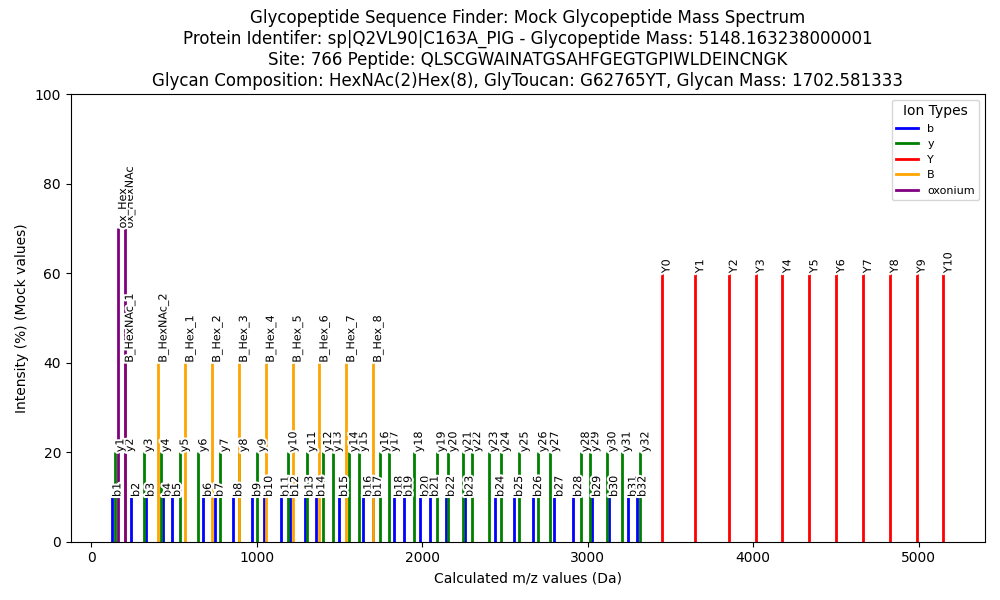 Glycopeptide Sequence Finder: Mock Glycopeptide Mass Spectrum
Protein Identifer: sp|Q2VL90|C163A_PIG - Glycopeptide Mass: 5148.163238000001
Site: 766 Peptide: QLSCGWAINATGSAHFGEGTGPIWLDEINCNGK
Glycan Composition: HexNAc(2)Hex(8), GlyToucan: G62765YT, Glycan Mass: 1702.581333
Intensity (%) (Mock values)
100
80
60
40
20
0
Ion Types
b
y
Y
B
oxonium
ox_Hex
ox_HexNAc
Y0
Y1
Y2
Y3
Y4
Y5
Y6
Y7
Y8
Y9
Y10
B_HexNAc_1
B_HexNAc_2
B_Hex_1
B_Hex_2
B_Hex_3
B_Hex_4
B_Hex_5
B_Hex_6
B_Hex_7
B_Hex_8
y1
y2
y3
y4
y5
y6
y7
y8
y9
y10
y11
y12
y13
y14
y15
y16
y17
y18
y19
y20
y21
y22
y23
y24
y25
y26
y27
y28
y29
y30
y31
y32
b1
b2
b3
b4
b5
b6
b7
b8
b9
b10
b11
b12
b13
b14
b15
b16
b17
b18
b19
b20
b21
b22
b23
b24
b25
b26
b27
b28
b29
b30
b31
b32
0
1000
2000
3000
4000
5000
Calculated m/z values (Da)